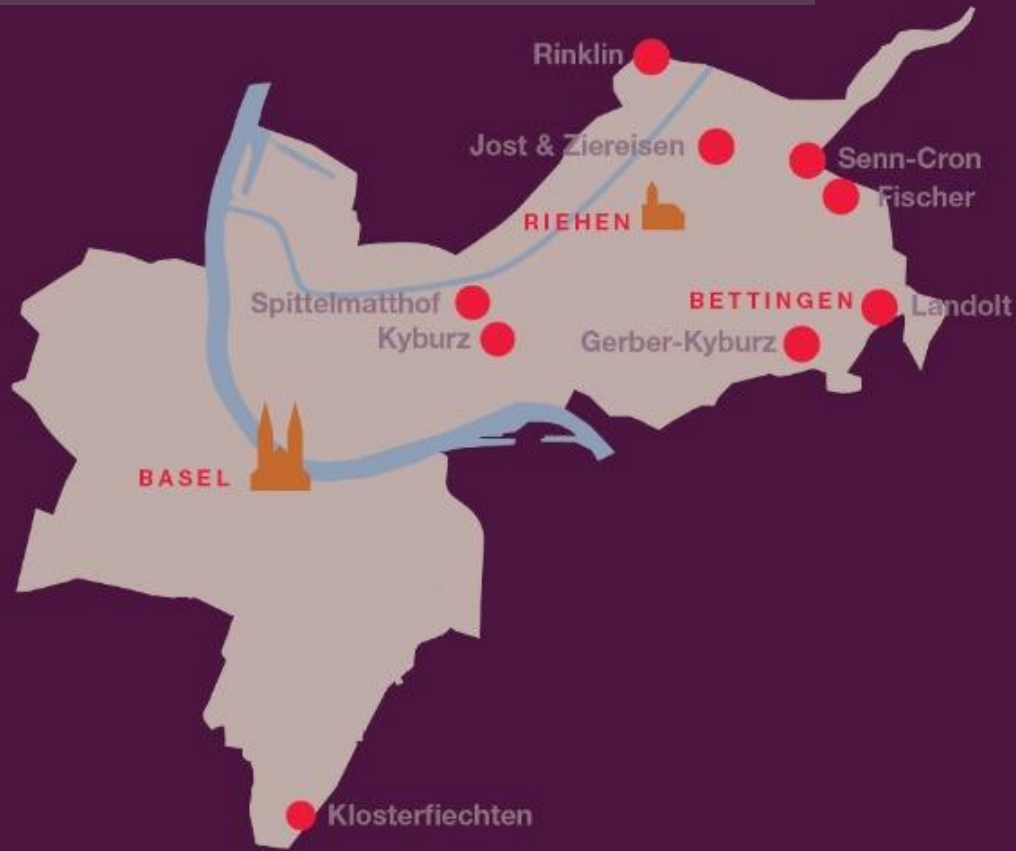 Rinklin
Jost & Ziereisen
Senn-Cron
Fischer
RIEHEN
Spittelmatthof
BETTINGEN
Landolt
Kyburz
Gerber-Kyburz
BASEL
Klosterfiechten